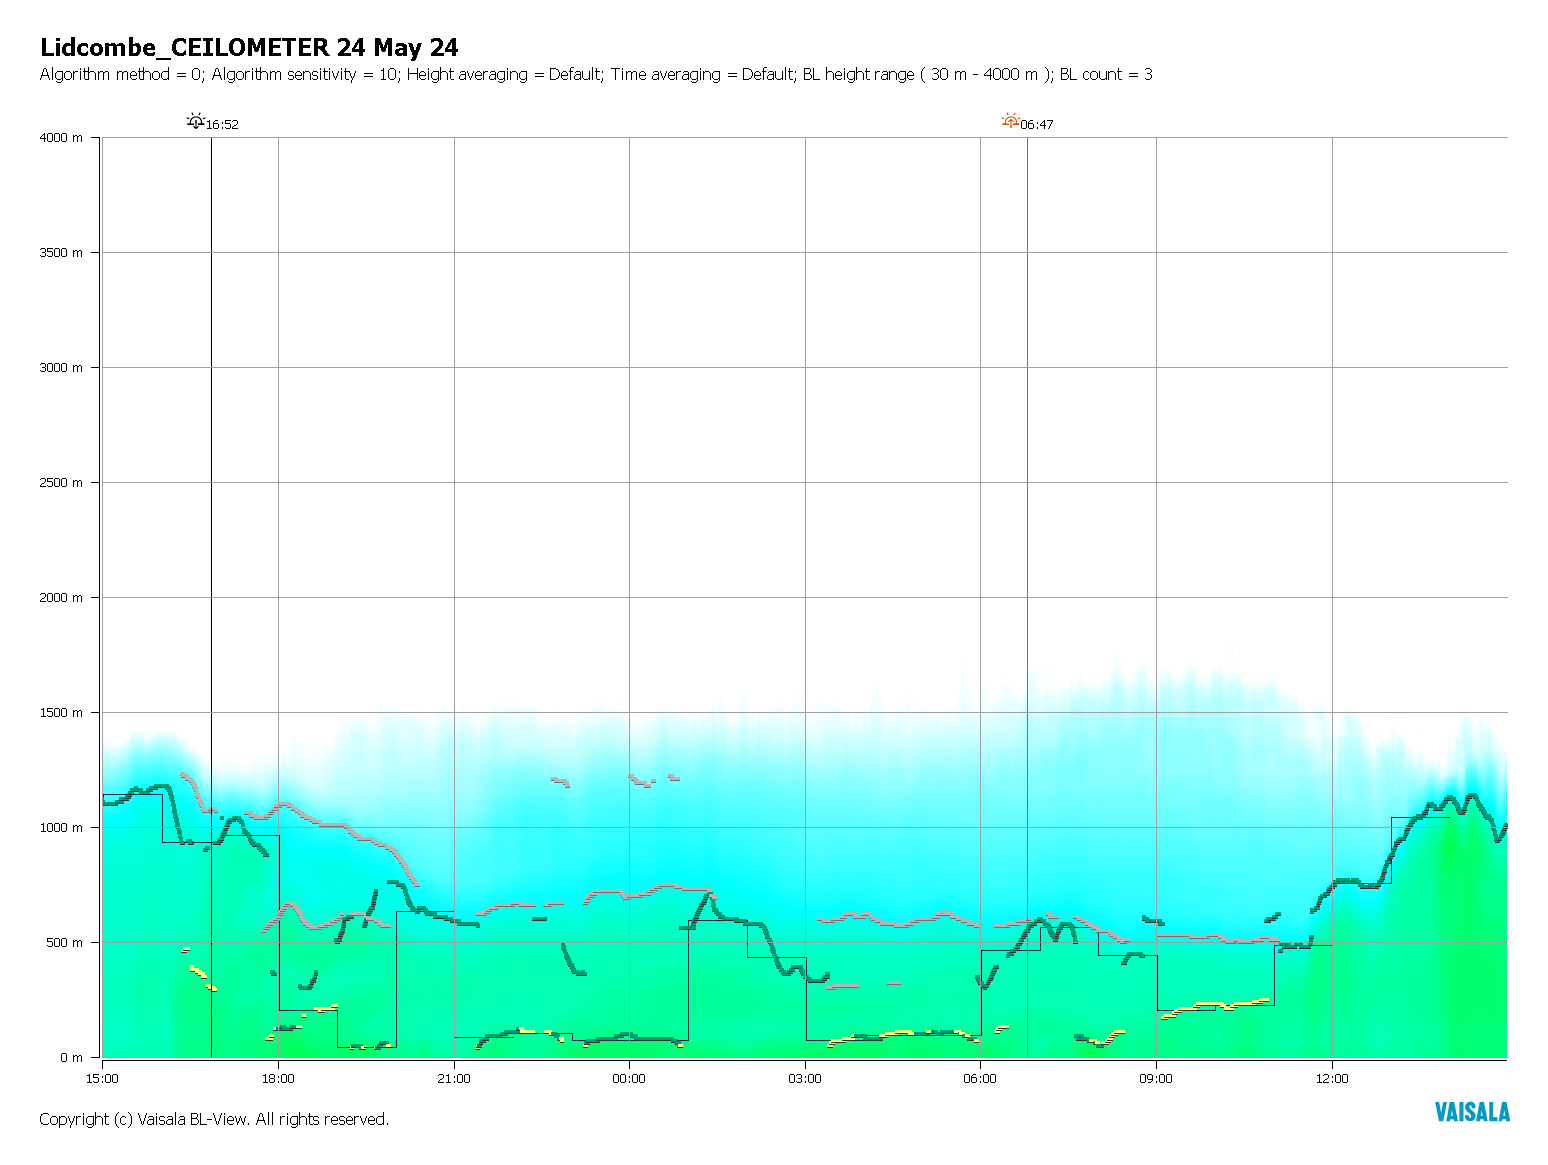 Lidcombe_CEILOMETER 24 May 24
Algorithm method = 0; Algorithm sensitivity = 10; Height averaging = Default; Time averaging = Default; BL height range ( 30 m - 4000 m ); BL count = 3
16:52 06:47
4000 m
3500 m
3000 m
2500 m
2000 m
1500 m
1000 m
500 m
0 m
15:00 18:00 21:00 00:00 03:00 06:00 09:00 12:00
Copyright (c) Vaisala BL-View. All rights reserved.
VAISALA